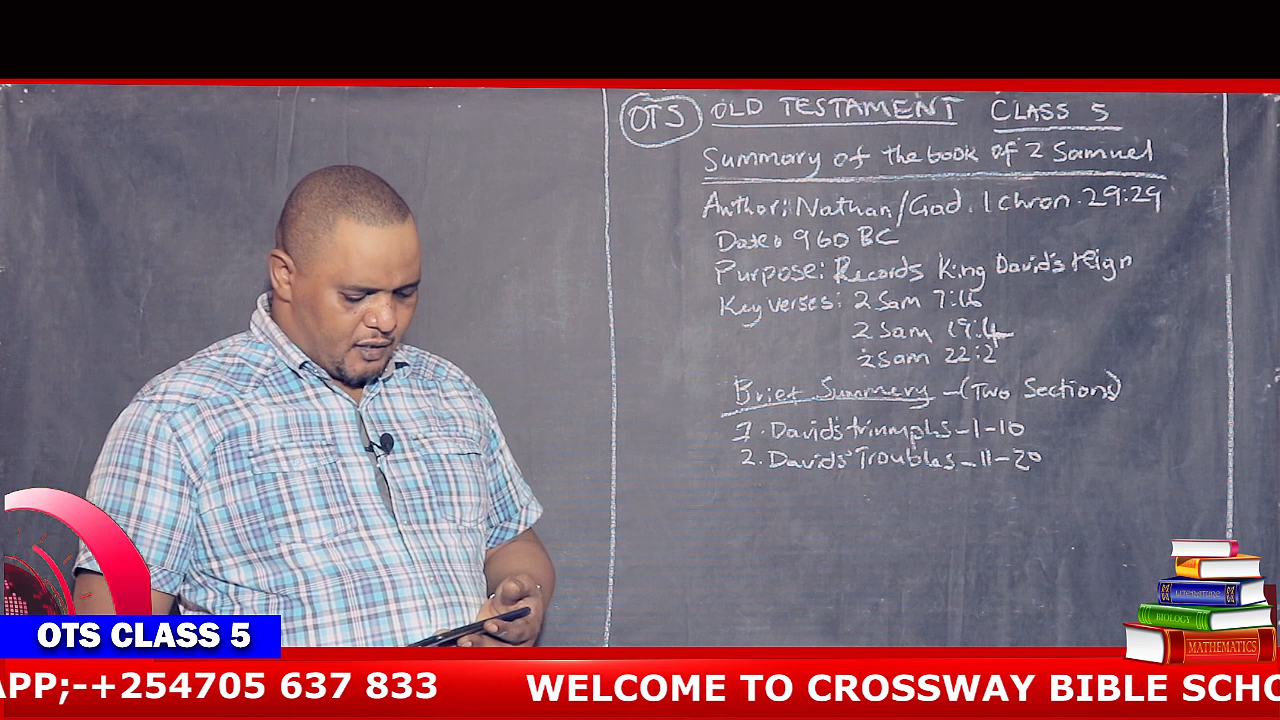 OTS OLD TESTAMENT CLASS 5
Summary of the book of 2 Samuel
Author: Nathan/Gad. 1 chron. 29:29
Date: 960 BC
Purpose: Records King David's reign
Key verses: 2 Sam 7:16
2 Sam 19:4
2 Sam 22:2
Brief Summery - (Two Sections)
1. David's triumphs - 1-10
2. Davids' Troubles - 11-20
LITERATURE
BIOLOGY
MATHEMATICS
OTS CLASS 5
APP;-+254705 637 833 WELCOME TO CROSSWAY BIBLE SCHO